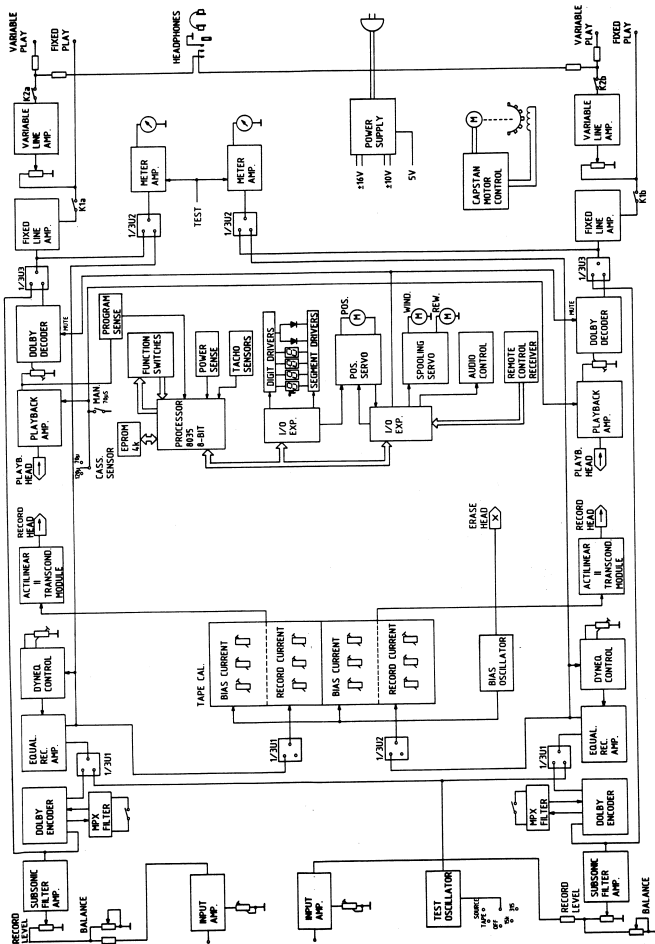 RECORD
LEVEL
BALANCE
SUBSONIC
FILTER
AMP.
DOLBY
ENCODER
MPX
FILTER
1/3U1
EQUAL.
REC.
AMP.
DYNEQ.
CONTROL
ACTILINEAR
II
TRANSCOND.
MODULE
RECORD
HEAD
PLAYB.
HEAD
PLAYBACK
AMP.
DOLBY
DECODER
MUTE
1/3U3
FIXED LINE
AMP.
K1a
VARIABLE
LINE
AMP.
K2a
VARIABLE
PLAY
FIXED
PLAY
INPUT
AMP.
1/3U1
TAPE CAL.
BIAS CURRENT
RECORD CURRENT
BIAS CURRENT
RECORD CURRENT
CASS.
SENSOR
MAN.
EPROM
4k
PROCESSOR
8035
8-BIT
FUNCTION
SWITCHES
PROGRAM
SENSE
POWER
SENSE
TACHO
SENSORS
1/3U2
METER
AMP.
TEST
METER
AMP.
1/3U2
HEADPHONES
INPUT
AMP.
1/3U2
BIAS
OSCILLATOR
ERASE
HEAD
I/O
EXP.
DIGIT DRIVERS
SEGMENT DRIVERS
POS.
SERVO
POS.
M
I/O
EXP.
SPOOLING
SERVO
WIND.
M
REW.
M
AUDIO
CONTROL
REMOTE
CONTROL
RECEIVER
POWER
SUPPLY
±16V
±10V
5V
CAPSTAN
MOTOR
CONTROL
M
TEST
OSCILLATOR
SOURCE
TAPE
OFF
15k
315
RECORD
LEVEL
BALANCE
SUBSONIC
FILTER
AMP.
DOLBY
ENCODER
MPX
FILTER
1/3U1
EQUAL.
REC.
AMP.
DYNEQ.
CONTROL
ACTILINEAR
II
TRANSCOND.
MODULE
RECORD
HEAD
PLAYB.
HEAD
PLAYBACK
AMP.
DOLBY
DECODER
MUTE
1/3U3
FIXED LINE
AMP.
K1b
VARIABLE
LINE
AMP.
K2b
VARIABLE
PLAY
FIXED
PLAY